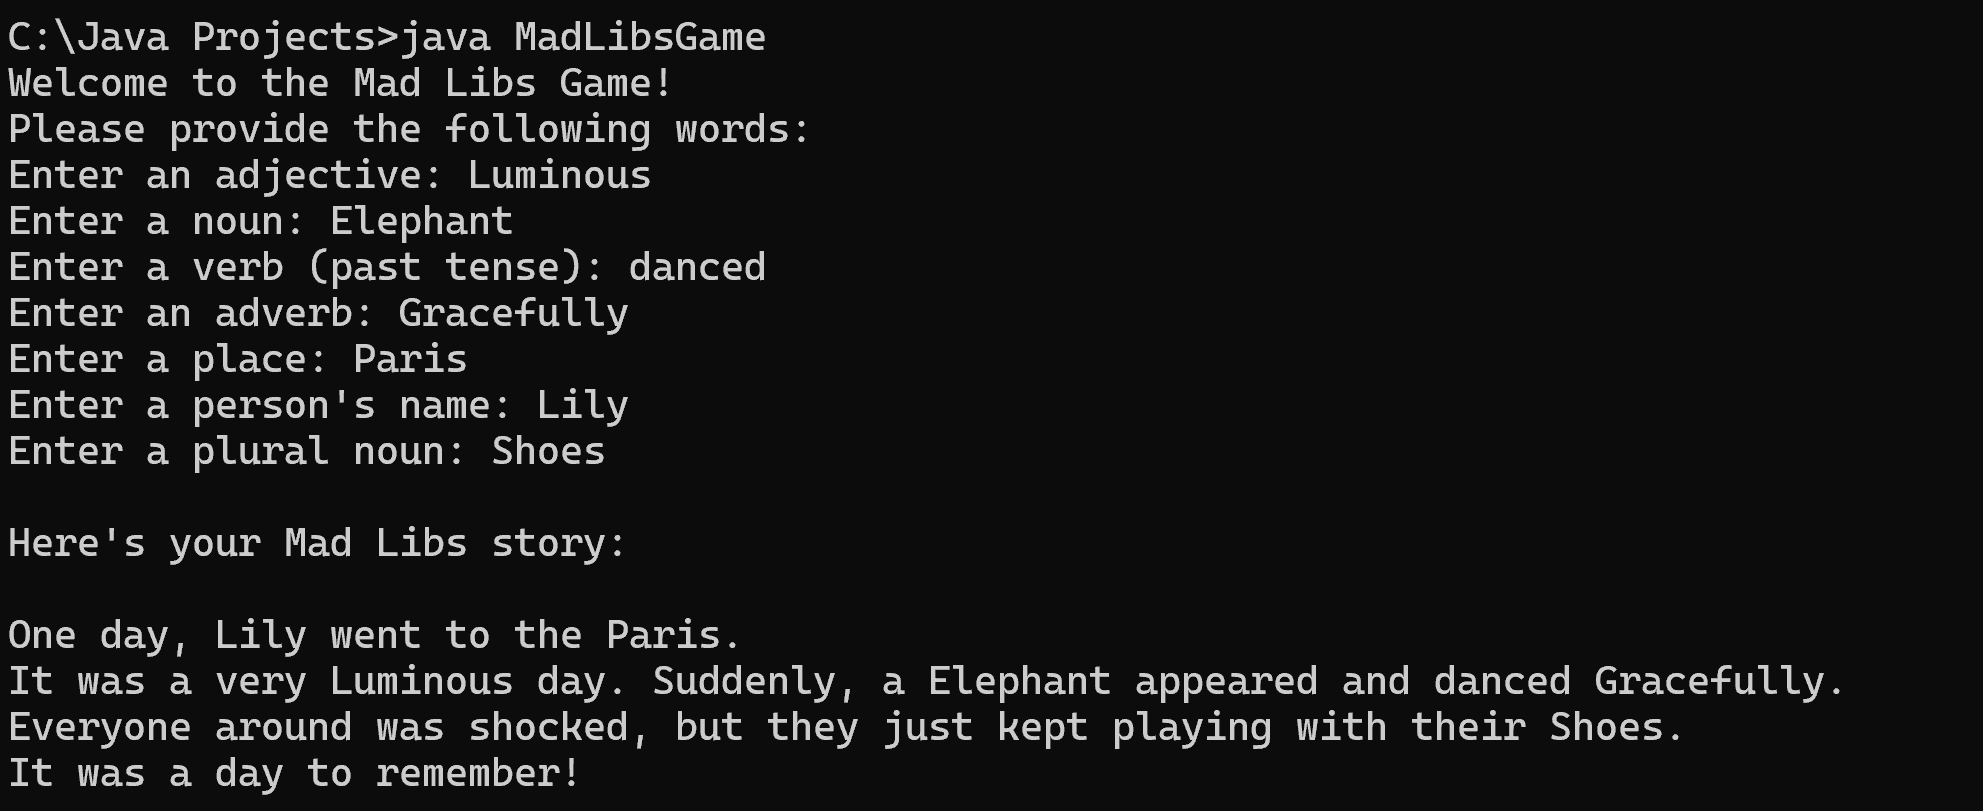 C:\Java Projects>java MadLibsGame
Welcome to the Mad Libs Game!
Please provide the following words:
Enter an adjective: Luminous
Enter a noun: Elephant
Enter a verb (past tense): danced
Enter an adverb: Gracefully
Enter a place: Paris
Enter a person's name: Lily
Enter a plural noun: Shoes
Here's your Mad Libs story:
One day, Lily went to the Paris.
It was a very Luminous day. Suddenly, a Elephant appeared and danced Gracefully.
Everyone around was shocked, but they just kept playing with their Shoes.
It was a day to remember!